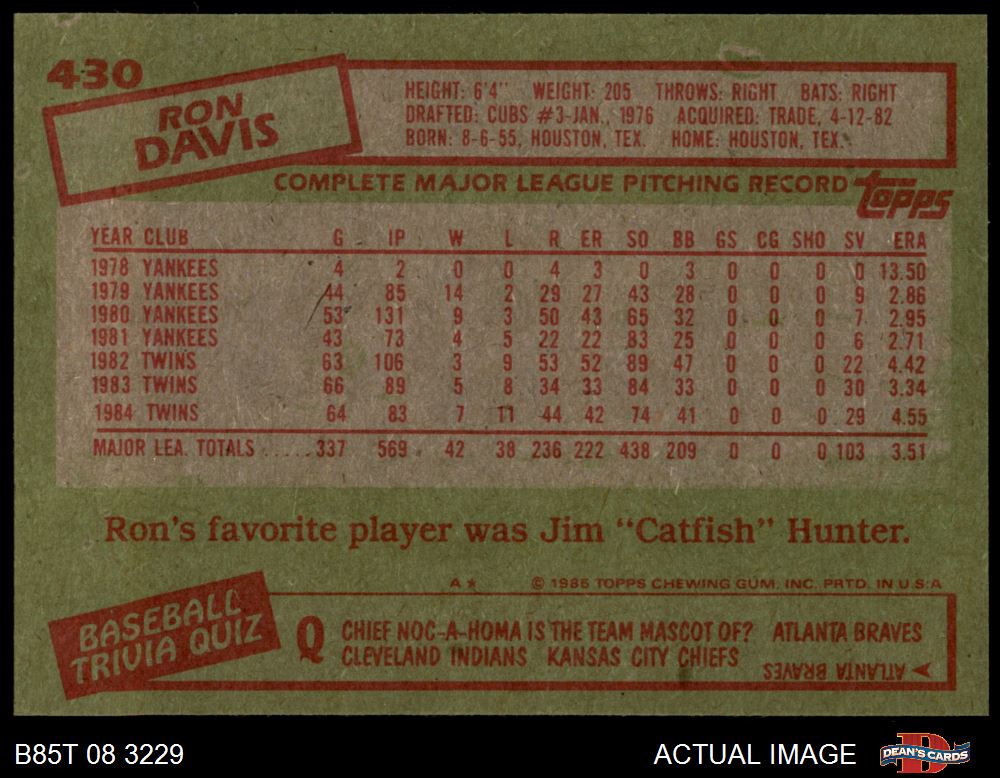 430
RON
DAVIS
HEIGHT: 6'4" WEIGHT: 205 THROWS: RIGHT BATS: RIGHT
DRAFTED: CUBS #3-JAN., 1976 ACQUIRED: TRADE, 4-12-82
BORN: 8-6-55, HOUSTON, TEX. HOME: HOUSTON, TEX.
COMPLETE MAJOR LEAGUE PITCHING RECORD
topps
YEAR CLUB G IP W L R ER SO BB GS CG SHO SV ERA
1978 YANKEES 4 2 0 0 4 3 0 3 0 0 0 0 13.50
1979 YANKEES 44 85 14 2 29 27 43 28 0 0 0 9 2.86
1980 YANKEES 53 131 9 3 50 43 65 32 0 0 0 7 2.95
1981 YANKEES 43 73 4 5 22 22 83 25 0 0 0 6 2.71
1982 TWINS 63 106 3 9 53 52 89 47 0 0 0 22 4.42
1983 TWINS 66 89 5 8 34 33 84 33 0 0 0 30 3.34
1984 TWINS 64 83 7 11 44 42 74 41 0 0 0 29 4.55
MAJOR LEA. TOTALS ..... 337 569 42 38 236 222 438 209 0 0 0 103 3.51
Ron's favorite player was Jim "Catfish" Hunter.
A* © 1985 TOPPS CHEWING GUM, INC. PRTD. IN U.S.A
BASEBALL
TRIVIA QUIZ
Q CHIEF NOC-A-HOMA IS THE TEAM MASCOT OF? ATLANTA BRAVES
CLEVELAND INDIANS KANSAS CITY CHIEFS
ATLANTA BRAVES
B85T 08 3229
ACTUAL IMAGE
DEAN'S CARDS